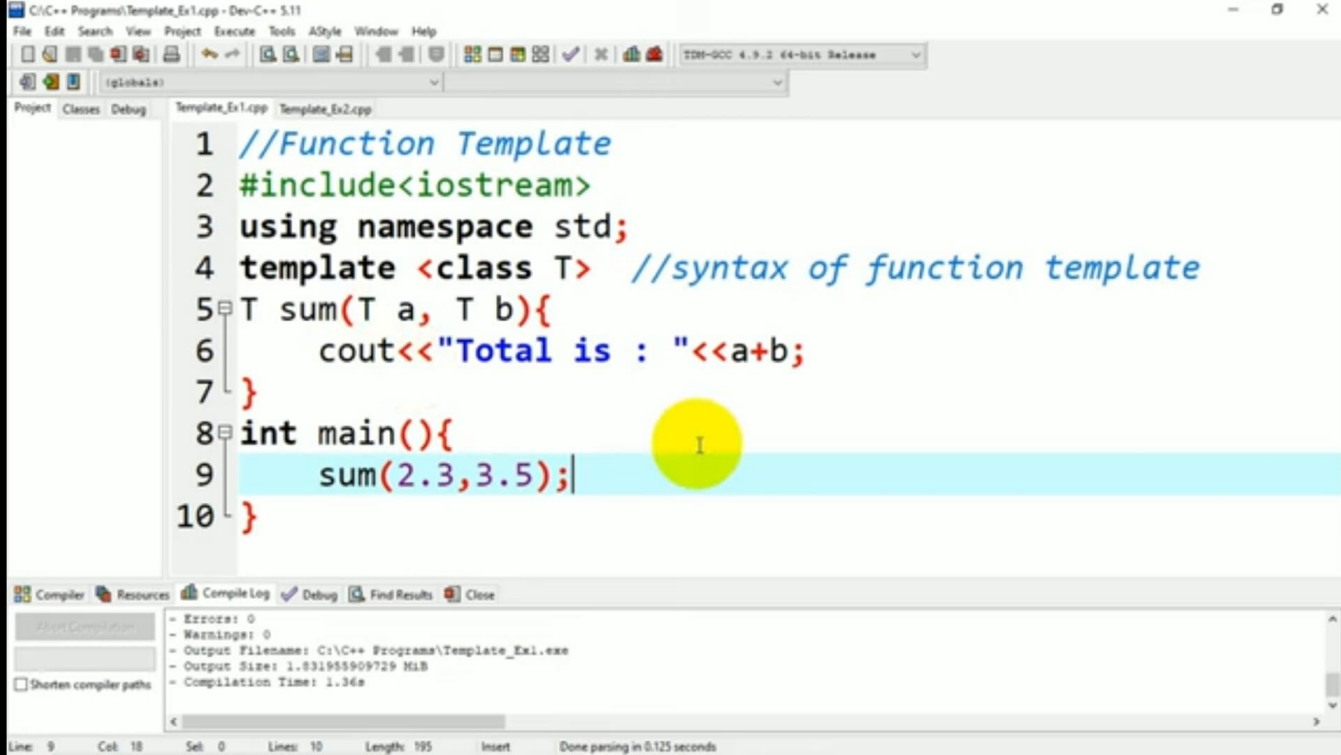 C:\C++ Programs\Template_Ex1.cpp - Dev-C++ 5.11
File Edit Search View Project Execute Tools AStyle Window Help
TDM-GCC 4.9.2 64-bit Release
(globals)
Project Classes Debug Template_Ex1.cpp Template_Ex2.cpp
1 //Function Template
2 #include<iostream>
3 using namespace std;
4 template <class T> //syntax of function template
5 T sum(T a, T b){
6 cout<<"Total is : "<<a+b;
7 }
8 int main(){
9 sum(2.3,3.5);
10 }
Compiler Resources Compile Log Debug Find Results Close
Abort Compilation
Shorten compiler paths
- Errors: 0
- Warnings: 0
- Output Filename: C:\C++ Programs\Template_Ex1.exe
- Output Size: 1.831955909729 MiB
- Compilation Time: 1.36s
Line: 9 Col: 18 Sel: 0 Lines: 10 Length: 195 Insert Done parsing in 0.125 seconds